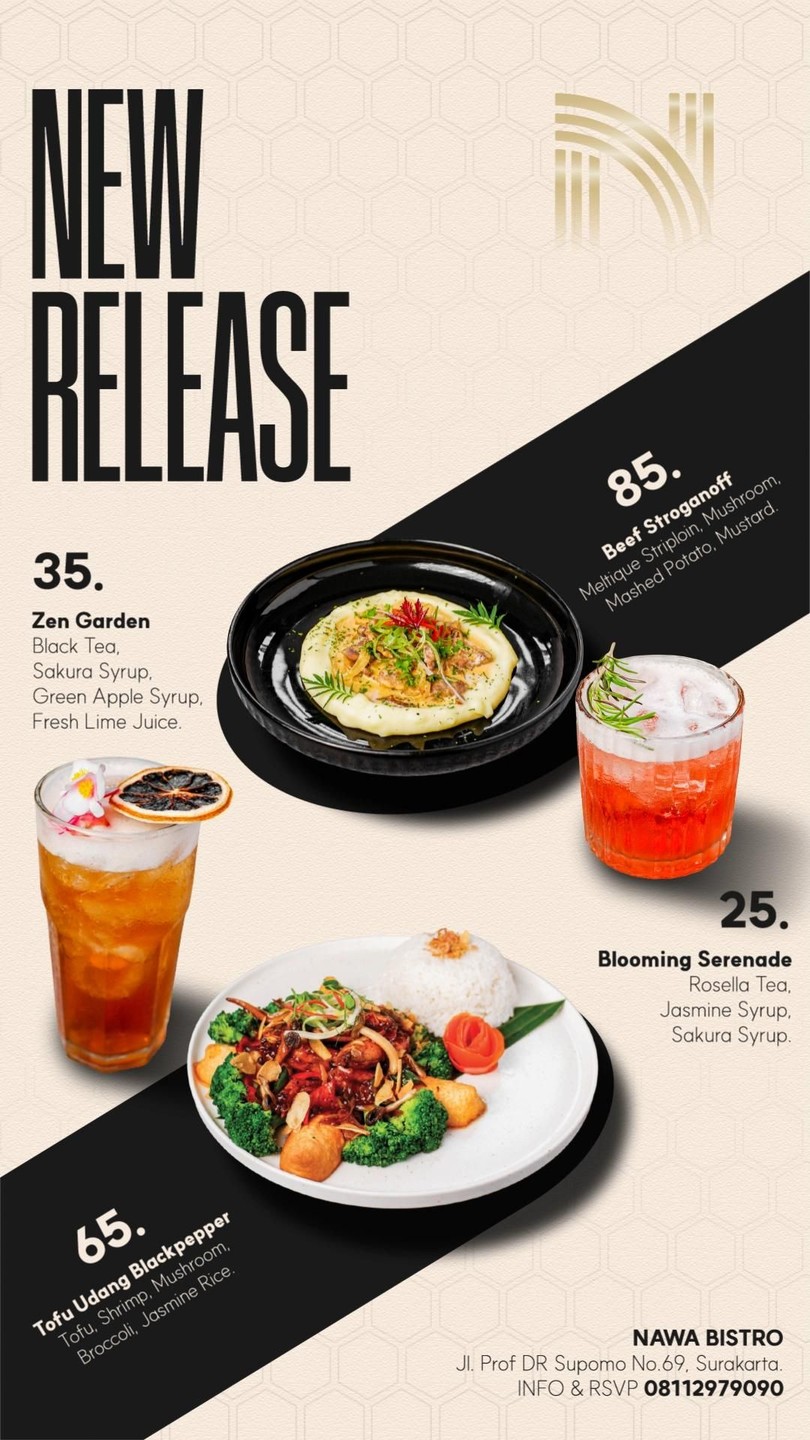 NEW
RELEASE
85.
Beef Stroganoff
Meltique Striploin, Mushroom,
Mashed Potato, Mustard.
35.
Zen Garden
Black Tea,
Sakura Syrup,
Green Apple Syrup,
Fresh Lime Juice.
25.
Blooming Serenade
Rosella Tea,
Jasmine Syrup,
Sakura Syrup.
65.
Tofu Udang Blackpepper
Tofu, Shrimp, Mushroom,
Broccoli, Jasmine Rice.
NAWA BISTRO
Jl. Prof DR Supomo No.69, Surakarta.
INFO & RSVP 08112979090